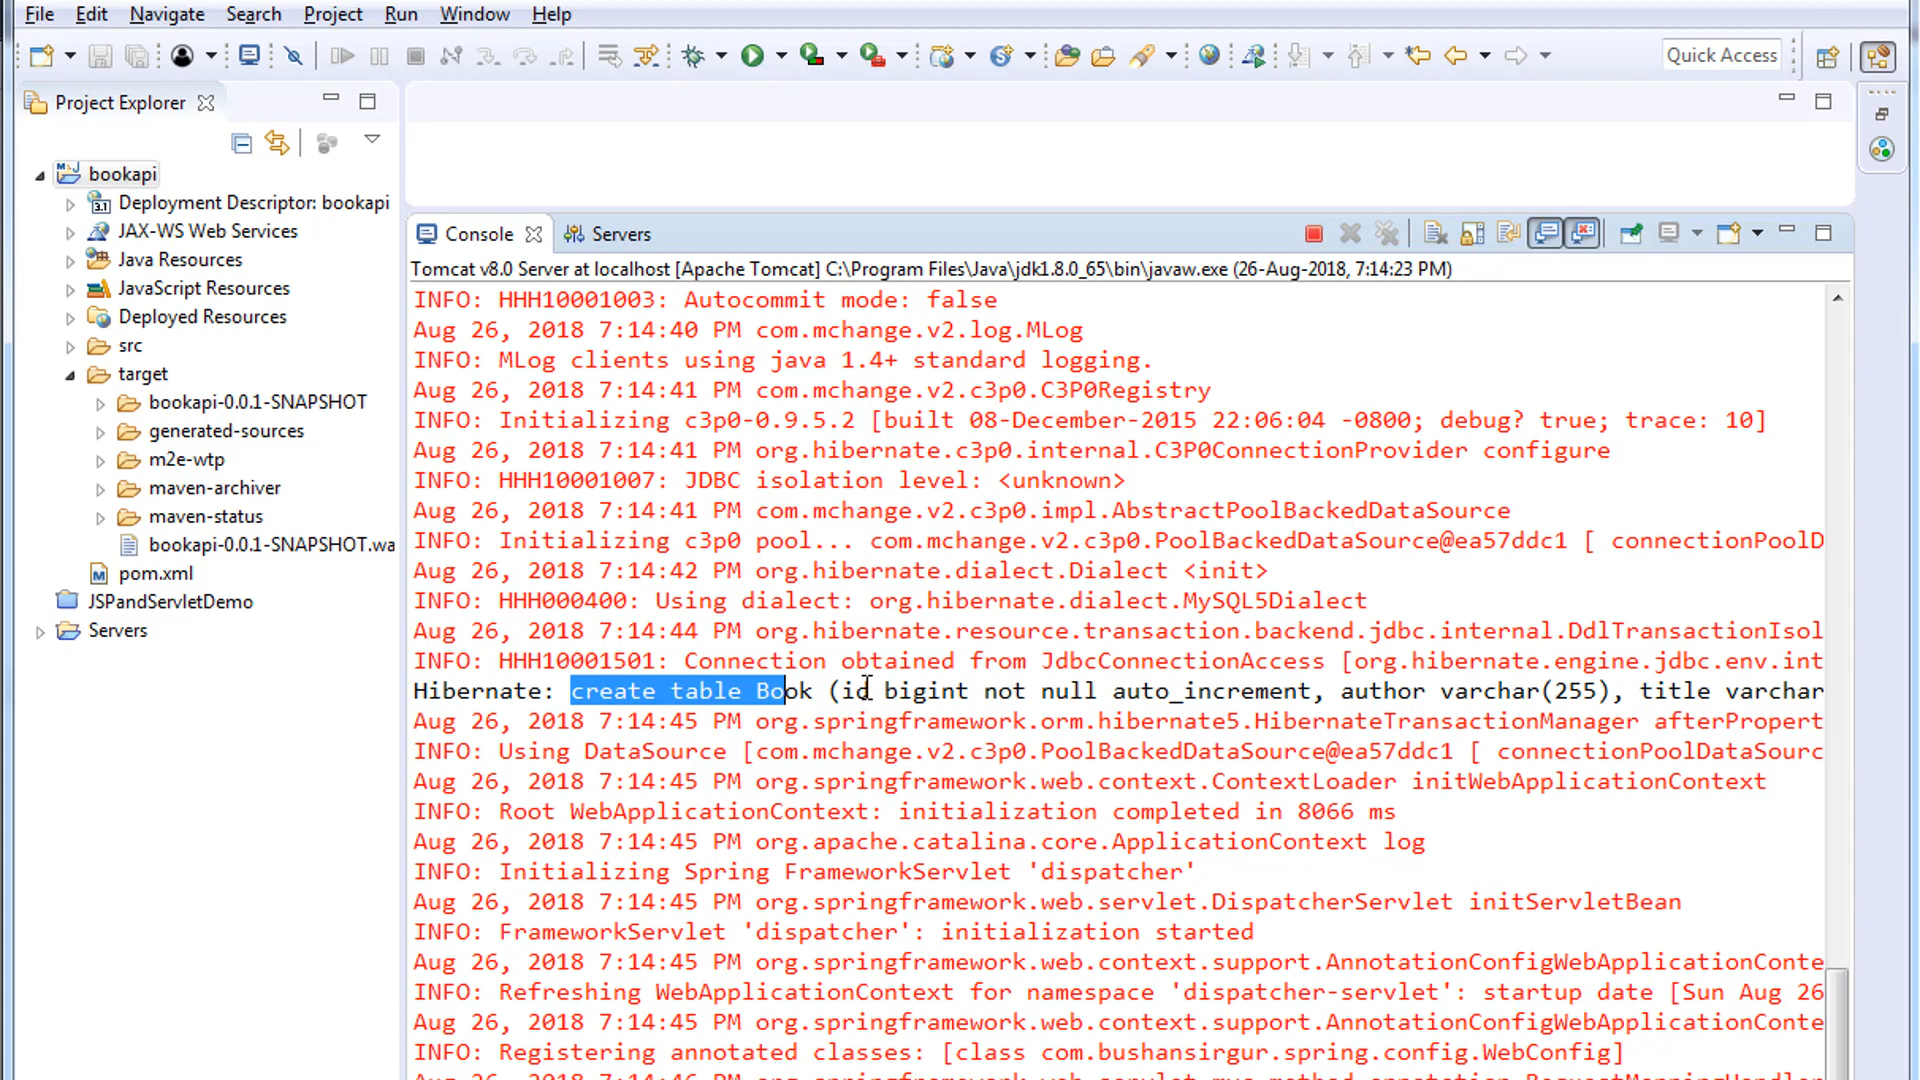 File Edit Navigate Search Project Run Window Help
Quick Access
Project Explorer
bookapi
Deployment Descriptor: bookapi
JAX-WS Web Services
Java Resources
JavaScript Resources
Deployed Resources
src
target
bookapi-0.0.1-SNAPSHOT
generated-sources
m2e-wtp
maven-archiver
maven-status
bookapi-0.0.1-SNAPSHOT.wa
pom.xml
JSPandServletDemo
Servers
Console Servers
Tomcat v8.0 Server at localhost [Apache Tomcat] C:\Program Files\Java\jdk1.8.0_65\bin\javaw.exe (26-Aug-2018, 7:14:23 PM)
INFO: HHH10001003: Autocommit mode: false
Aug 26, 2018 7:14:40 PM com.mchange.v2.log.MLog
INFO: MLog clients using java 1.4+ standard logging.
Aug 26, 2018 7:14:41 PM com.mchange.v2.c3p0.C3P0Registry
INFO: Initializing c3p0-0.9.5.2 [built 08-December-2015 22:06:04 -0800; debug? true; trace: 10]
Aug 26, 2018 7:14:41 PM org.hibernate.c3p0.internal.C3P0ConnectionProvider configure
INFO: HHH10001007: JDBC isolation level: <unknown>
Aug 26, 2018 7:14:41 PM com.mchange.v2.c3p0.impl.AbstractPoolBackedDataSource
INFO: Initializing c3p0 pool... com.mchange.v2.c3p0.PoolBackedDataSource@ea57ddc1 [ connectionPoolD
Aug 26, 2018 7:14:42 PM org.hibernate.dialect.Dialect <init>
INFO: HHH000400: Using dialect: org.hibernate.dialect.MySQL5Dialect
Aug 26, 2018 7:14:44 PM org.hibernate.resource.transaction.backend.jdbc.internal.DdlTransactionIsol
INFO: HHH10001501: Connection obtained from JdbcConnectionAccess [org.hibernate.engine.jdbc.env.int
Hibernate: create table Book (id bigint not null auto_increment, author varchar(255), title varchar
Aug 26, 2018 7:14:45 PM org.springframework.orm.hibernate5.HibernateTransactionManager afterPropert
INFO: Using DataSource [com.mchange.v2.c3p0.PoolBackedDataSource@ea57ddc1 [ connectionPoolDataSourc
Aug 26, 2018 7:14:45 PM org.springframework.web.context.ContextLoader initWebApplicationContext
INFO: Root WebApplicationContext: initialization completed in 8066 ms
Aug 26, 2018 7:14:45 PM org.apache.catalina.core.ApplicationContext log
INFO: Initializing Spring FrameworkServlet 'dispatcher'
Aug 26, 2018 7:14:45 PM org.springframework.web.servlet.DispatcherServlet initServletBean
INFO: FrameworkServlet 'dispatcher': initialization started
Aug 26, 2018 7:14:45 PM org.springframework.web.context.support.AnnotationConfigWebApplicationConte
INFO: Refreshing WebApplicationContext for namespace 'dispatcher-servlet': startup date [Sun Aug 26
Aug 26, 2018 7:14:45 PM org.springframework.web.context.support.AnnotationConfigWebApplicationConte
INFO: Registering annotated classes: [class com.bushansirgur.spring.config.WebConfig]